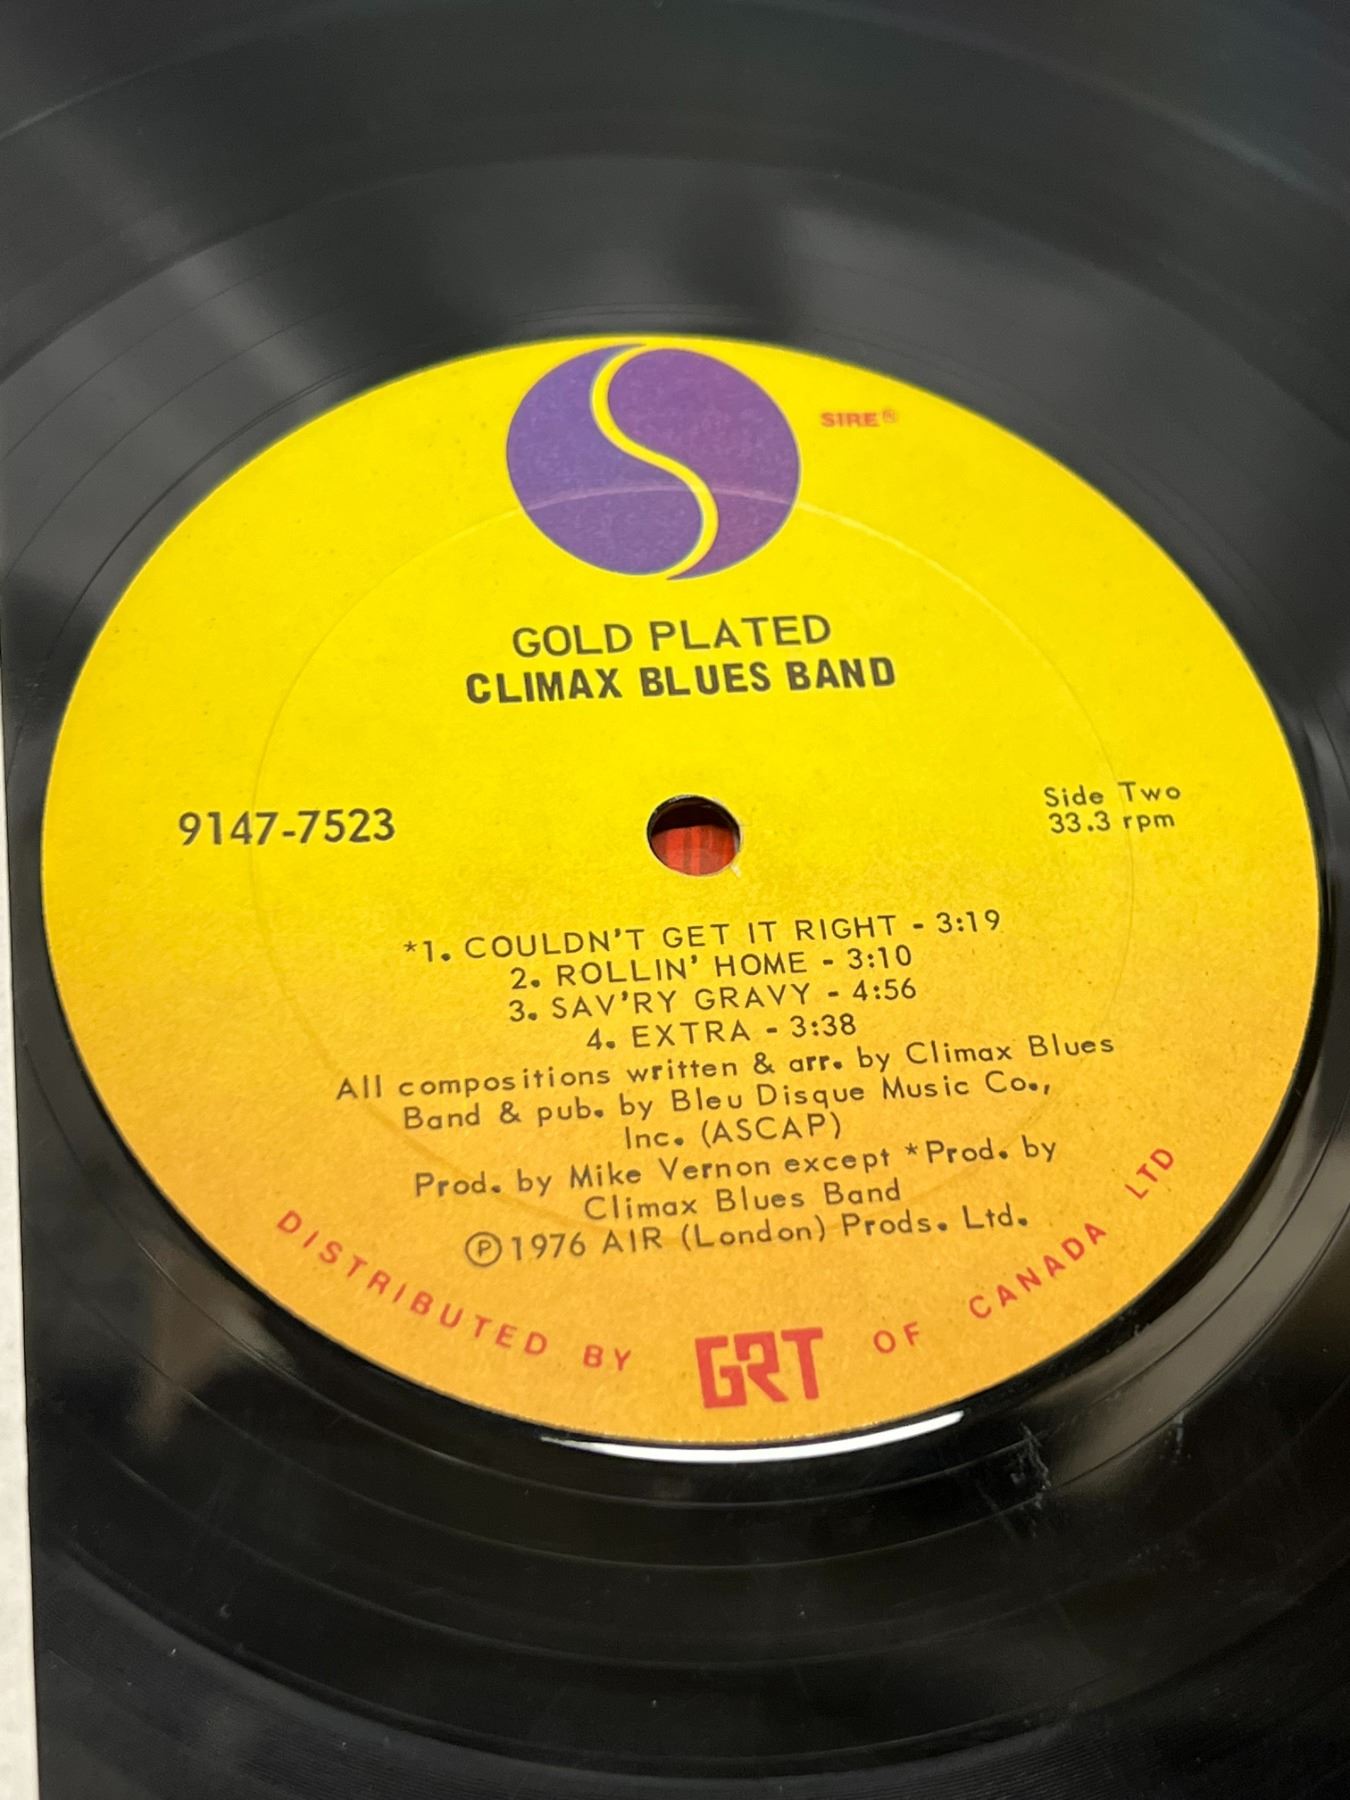 SIRE®
GOLD PLATED
CLIMAX BLUES BAND
9147-7523
Side Two
33.3 rpm
*1. COULDN'T GET IT RIGHT - 3:19
2. ROLLIN' HOME - 3:10
3. SAV'RY GRAVY - 4:56
4. EXTRA - 3:38
All compositions written & arr. by Climax Blues
Band & pub. by Bleu Disque Music Co.,
Inc. (ASCAP)
Prod. by Mike Vernon except *Prod. by
Climax Blues Band
℗1976 AIR (London) Prods. Ltd.
DISTRIBUTED BY GRT OF CANADA LTD